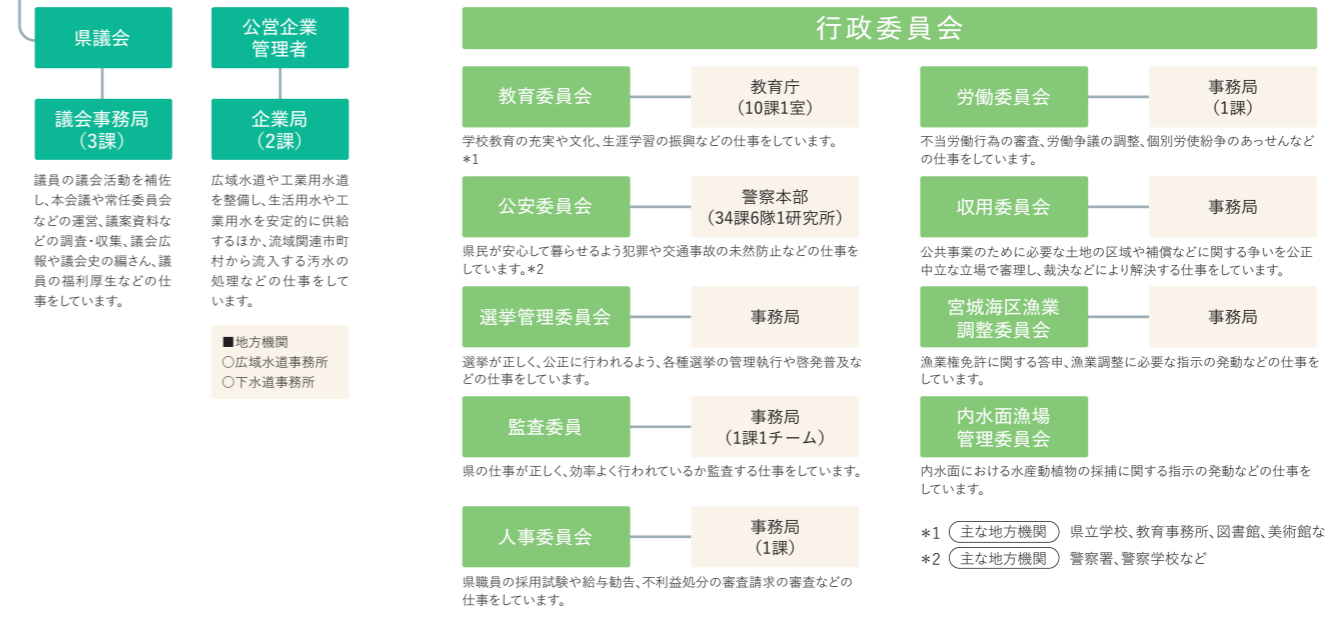 県議会
議会事務局
（3課）
議員の議会活動を補佐
し、本会議や常任委員会
などの運営、議案資料な
どの調査・収集、議会広
報や議会史の編さん、議
員の福利厚生などの仕
事をしています。
公営企業
管理者
企業局
（2課）
広域水道や工業用水道
を整備し、生活用水や工
業用水を安定的に供給
するほか、流域関連市町
村から流入する汚水の
処理などの仕事をして
います。
■地方機関
○広域水道事務所
○下水道事務所
行政委員会
教育委員会
教育庁
（10課1室）
学校教育の充実や文化、生涯学習の振興などの仕事をしています。
*1
公安委員会
警察本部
（34課6隊1研究所）
県民が安心して暮らせるよう犯罪や交通事故の未然防止などの仕事を
しています。*2
選挙管理委員会
事務局
選挙が正しく、公正に行われるよう、各種選挙の管理執行や啓発普及な
どの仕事をしています。
監査委員
事務局
（1課1チーム）
県の仕事が正しく、効率よく行われているか監査する仕事をしています。
人事委員会
事務局
（1課）
県職員の採用試験や給与勧告、不利益処分の審査請求の審査などの
仕事をしています。
労働委員会
事務局
（1課）
不当労働行為の審査、労働争議の調整、個別労使紛争のあっせんなど
の仕事をしています。
収用委員会
事務局
公共事業のために必要な土地の区域や補償などに関する争いを公正
中立な立場で審理し、裁決などにより解決する仕事をしています。
宮城海区漁業
調整委員会
事務局
漁業権免許に関する答申、漁業調整に必要な指示の発動などの仕事を
しています。
内水面漁場
管理委員会
内水面における水産動植物の採捕に関する指示の発動などの仕事を
しています。
*1 主な地方機関 県立学校、教育事務所、図書館、美術館な
*2 主な地方機関 警察署、警察学校など